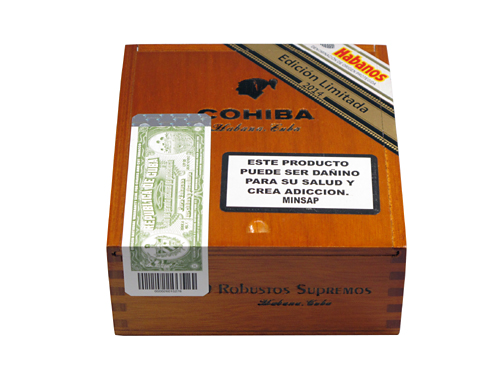 Habanos
Edición Limitada
2014
COHIBA
Habana, Cuba
REPUBLICA DE CUBA
ESTE PRODUCTO
PUEDE SER DAÑINO
PARA SU SALUD Y
CREA ADICCION.
MINSAP
ROBUSTOS SUPREMOS
Habana, Cuba